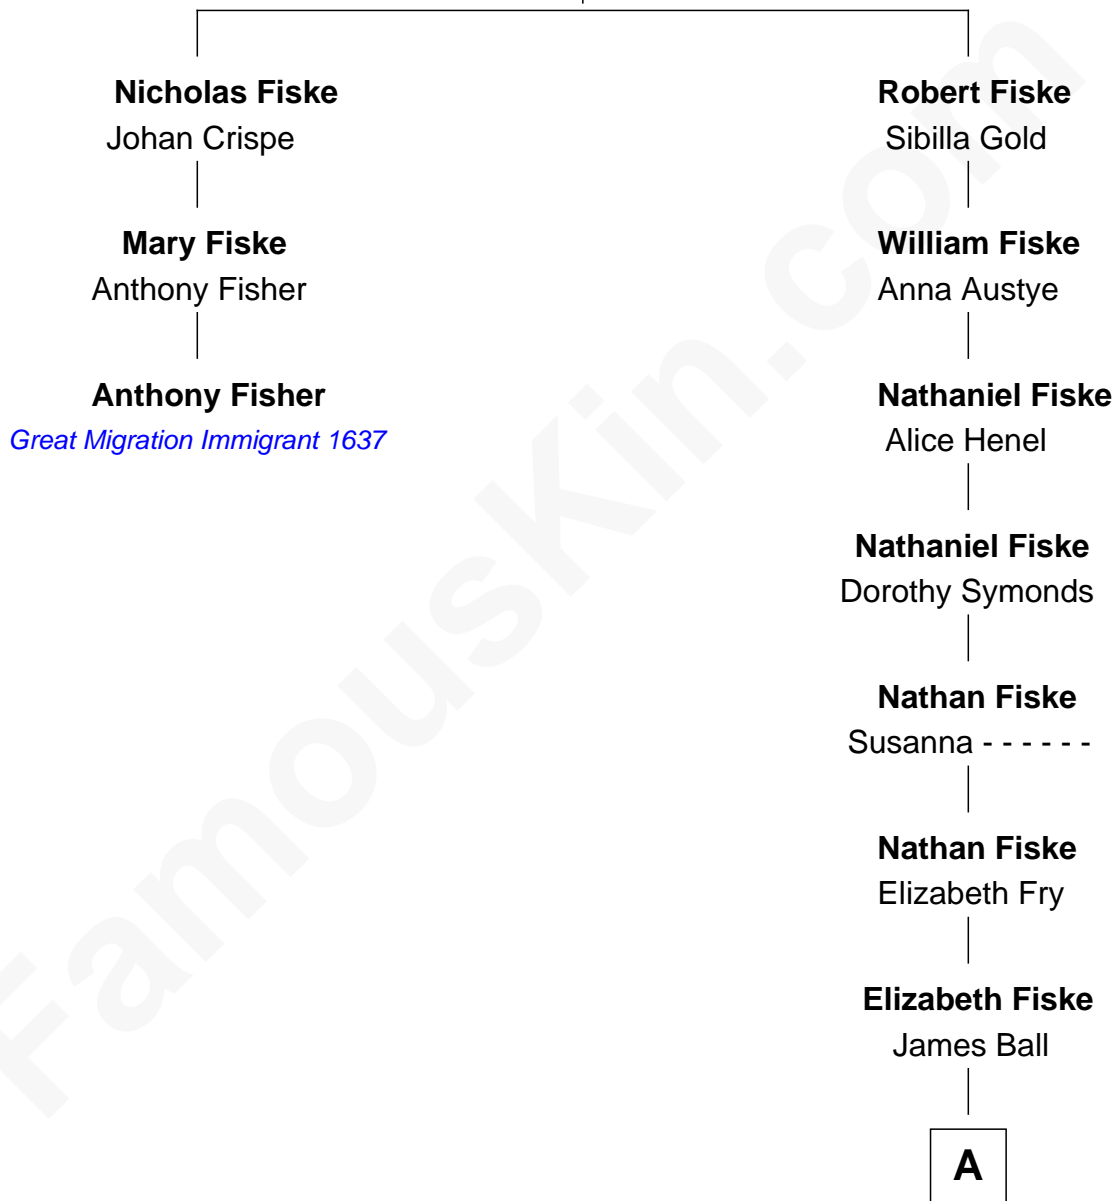 Nicholas Fiske
Johan Crispe
Mary Fiske
Anthony Fisher
Anthony Fisher
Great Migration Immigrant 1637
Robert Fiske
Sibilla Gold
William Fiske
Anna Austye
Nathaniel Fiske
Alice Henel
Nathaniel Fiske
Dorothy Symonds
Nathan Fiske
Susanna - - - - - -
Nathan Fiske
Elizabeth Fry
Elizabeth Fiske
James Ball
A
FamousKin.com